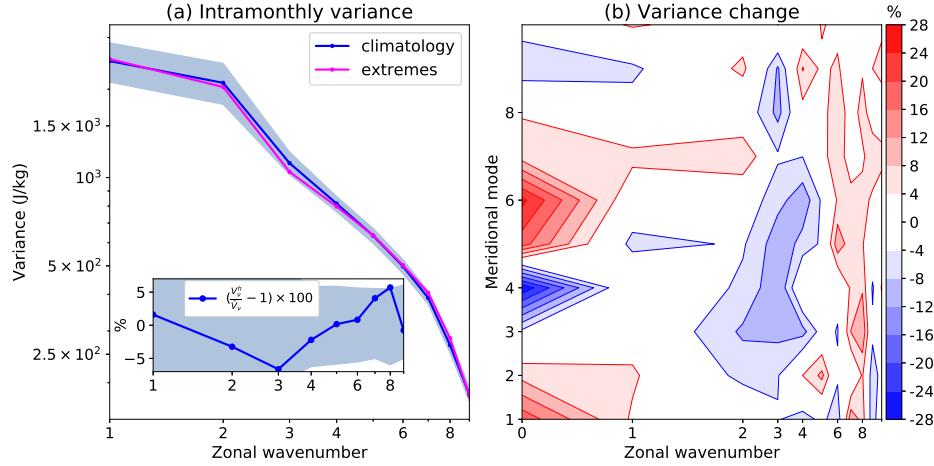 (a) Intramonthly variance
climatology
extremes
1.5 × 10³
10³
5 × 10²
2.5 × 10²
Variance (J/kg)
1 2 3 4 6 8
Zonal wavenumber
5
0
−5
%
1 2 3 4 6 8
(b) Variance change
8
6
4
3
2
1
Meridional mode
0 1 2 3 4 6 8
Zonal wavenumber
%
28
24
20
16
12
8
4
0
-4
-8
-12
-16
-20
-24
-28